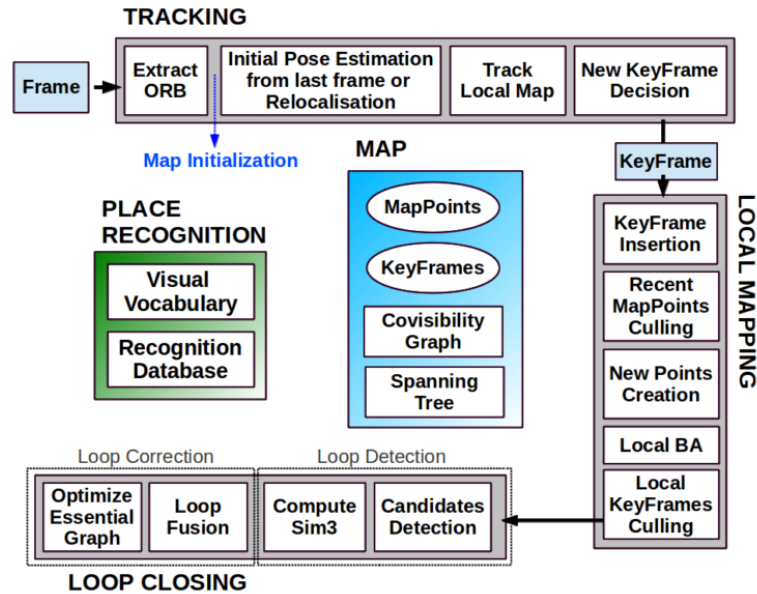 TRACKING
Frame
Extract
ORB
Initial Pose Estimation
from last frame or
Relocalisation
Track
Local Map
New KeyFrame
Decision
Map Initialization
MAP
KeyFrame
PLACE
RECOGNITION
Visual
Vocabulary
Recognition
Database
MapPoints
KeyFrames
Covisibility
Graph
Spanning
Tree
LOCAL MAPPING
KeyFrame
Insertion
Recent
MapPoints
Culling
New Points
Creation
Local BA
Local
KeyFrames
Culling
Loop Correction
Loop Detection
Optimize
Essential
Graph
Loop
Fusion
Compute
Sim3
Candidates
Detection
LOOP CLOSING